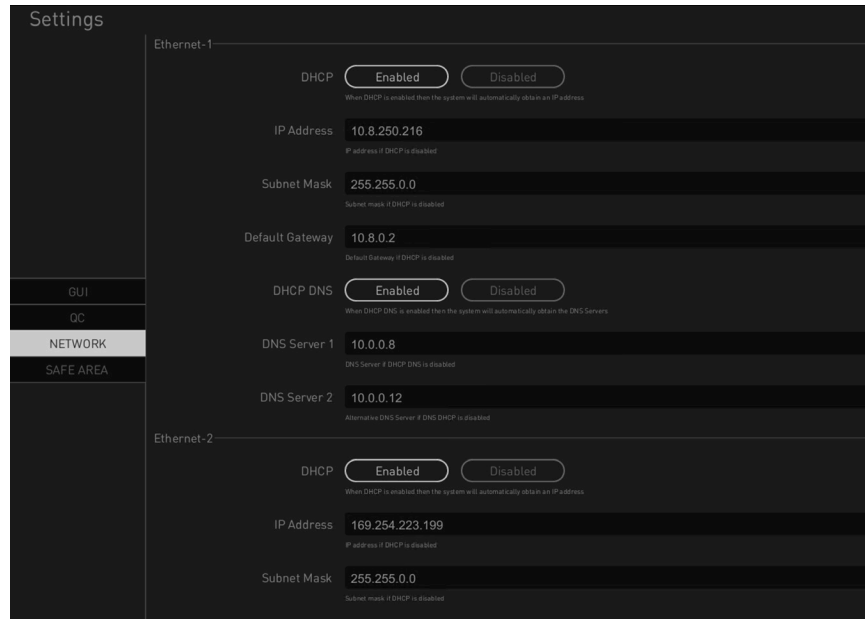 Settings
Ethernet-1
DHCP Enabled Disabled
When DHCP is enabled then the system will automatically obtain an IP address
IP Address 10.8.250.216
IP address if DHCP is disabled
Subnet Mask 255.255.0.0
Subnet mask if DHCP is disabled
Default Gateway 10.8.0.2
Default Gateway if DHCP is disabled
GUI
QC
NETWORK
SAFE AREA
DHCP DNS Enabled Disabled
When DHCP DNS is enabled then the system will automatically obtain the DNS Servers
DNS Server 1 10.0.0.8
DNS Server if DHCP DNS is disabled
DNS Server 2 10.0.0.12
Alternative DNS Server if DNS DHCP is disabled
Ethernet-2
DHCP Enabled Disabled
When DHCP is enabled then the system will automatically obtain an IP address
IP Address 169.254.223.199
IP address if DHCP is disabled
Subnet Mask 255.255.0.0
Subnet mask if DHCP is disabled